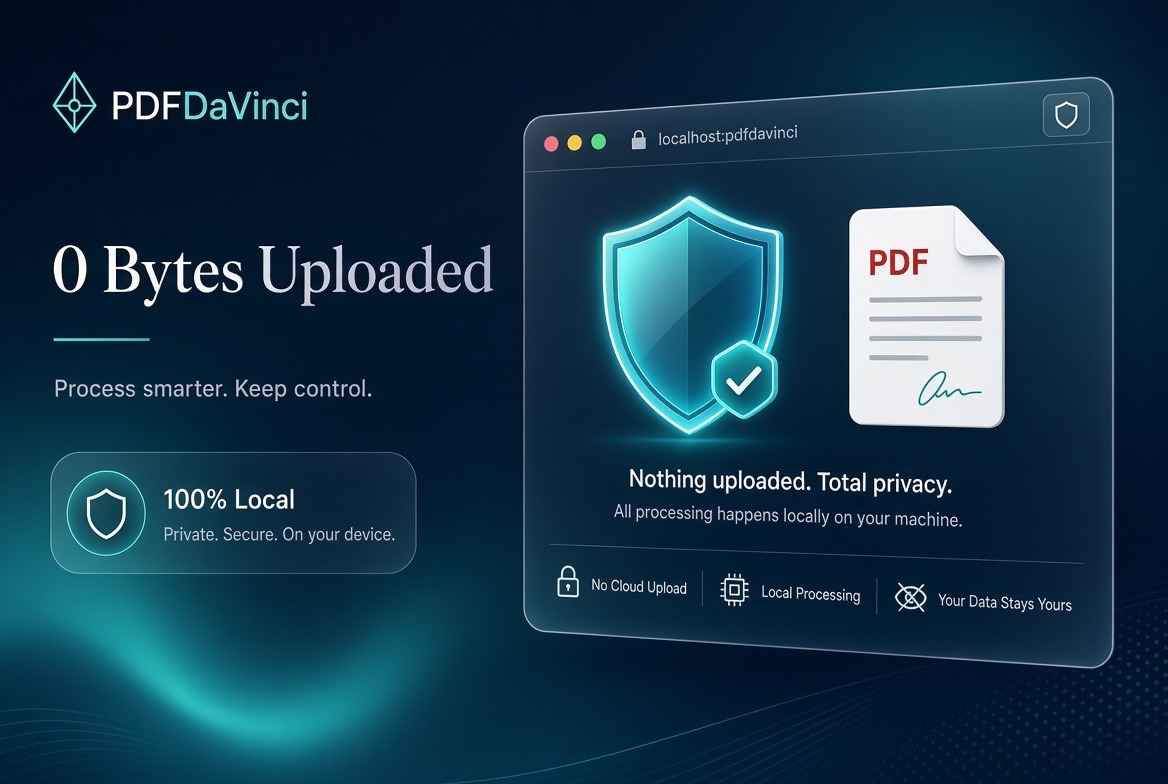 PDFDaVinci
0 Bytes Uploaded
Process smarter. Keep control.
100% Local
Private. Secure. On your device.
localhost:pdfdavinci
PDF
Nothing uploaded. Total privacy.
All processing happens locally on your machine.
No Cloud Upload
Local Processing
Your Data Stays Yours